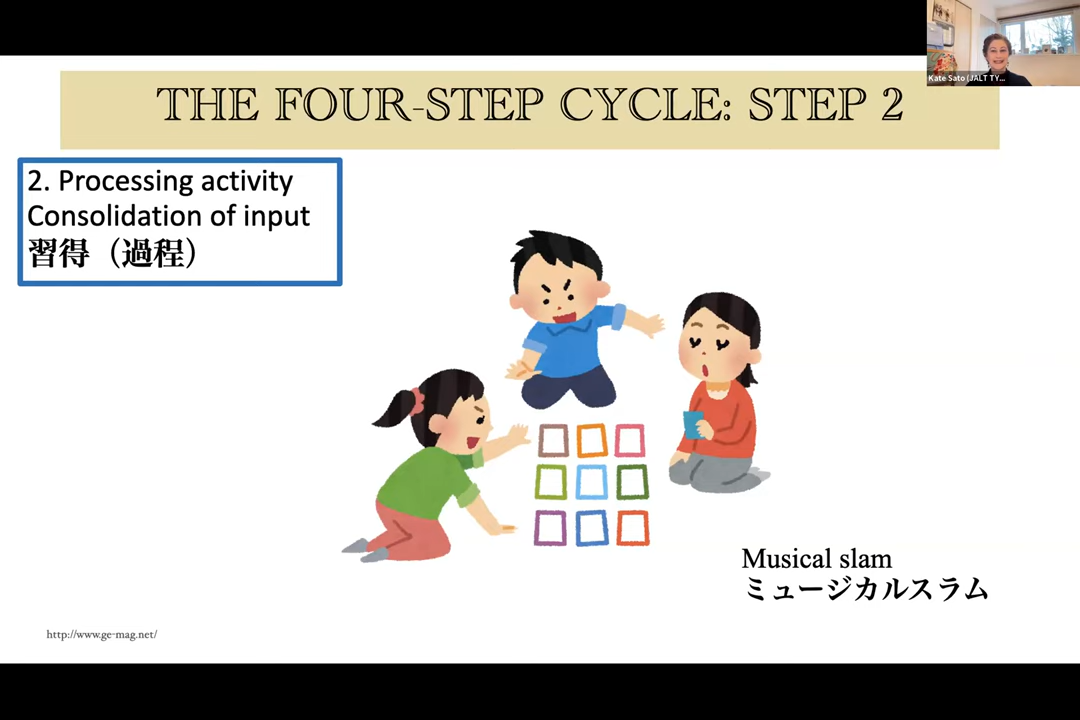 Kate Sato (JALT TY...
THE FOUR-STEP CYCLE: STEP 2
2. Processing activity
Consolidation of input
習得（過程）
Musical slam
ミュージカルスラム
http://www.ge-mag.net/